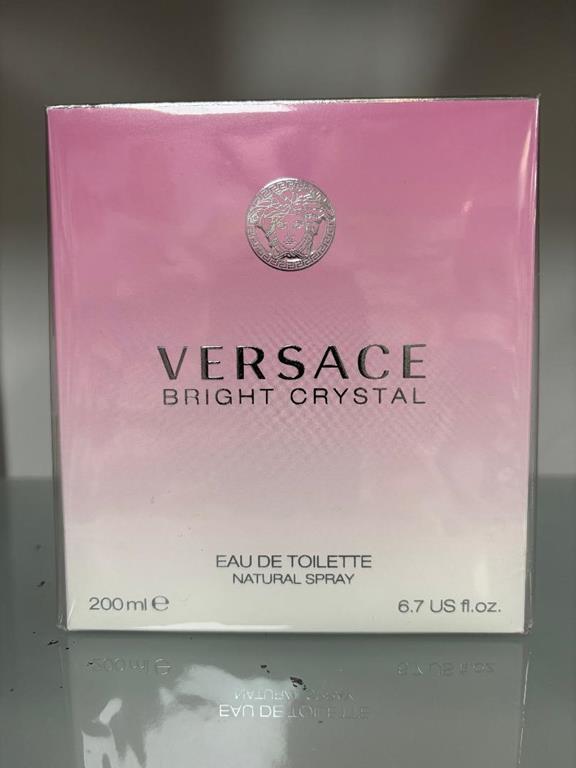 VERSACE
BRIGHT CRYSTAL
EAU DE TOILETTE
NATURAL SPRAY
200 ml ℮
6.7 US fl.oz.